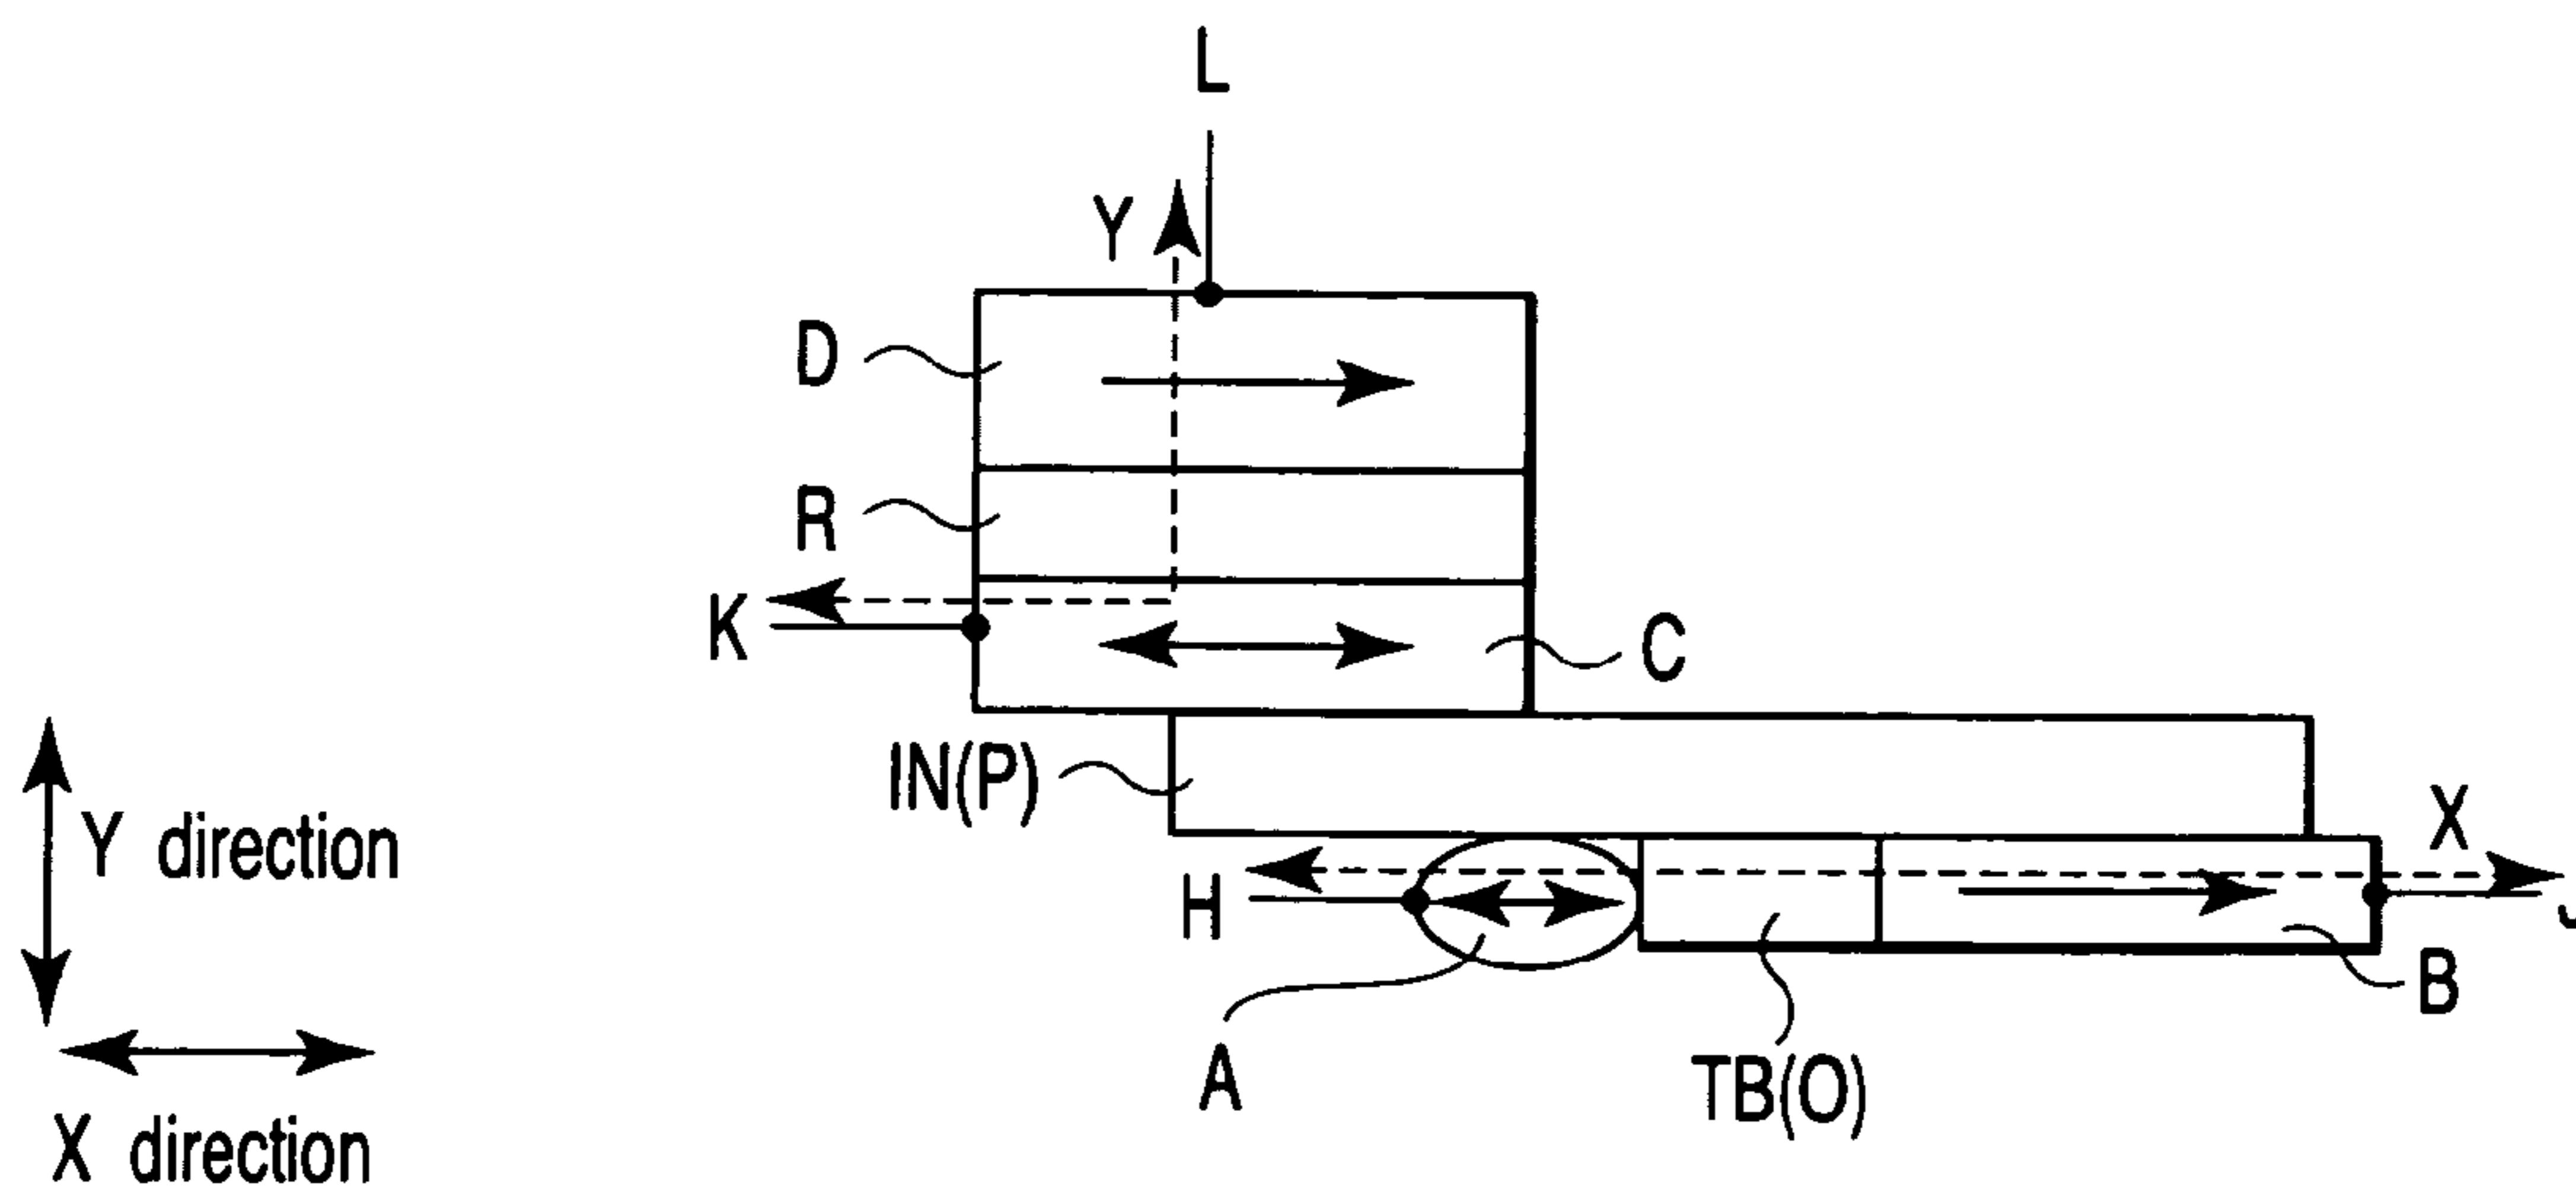 L
Y
D
R
K
C
IN(P)
Y direction
X
H
J
B
A
TB(O)
X direction